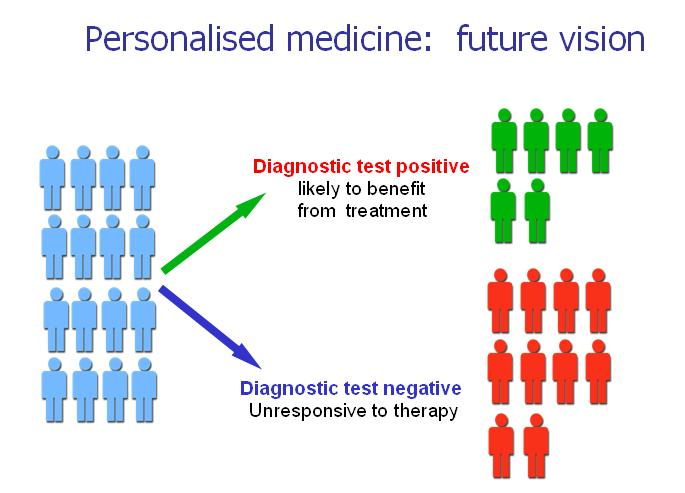 Personalised medicine:  future vision
Diagnostic test positive
likely to benefit
from  treatment
Diagnostic test negative
Unresponsive to therapy